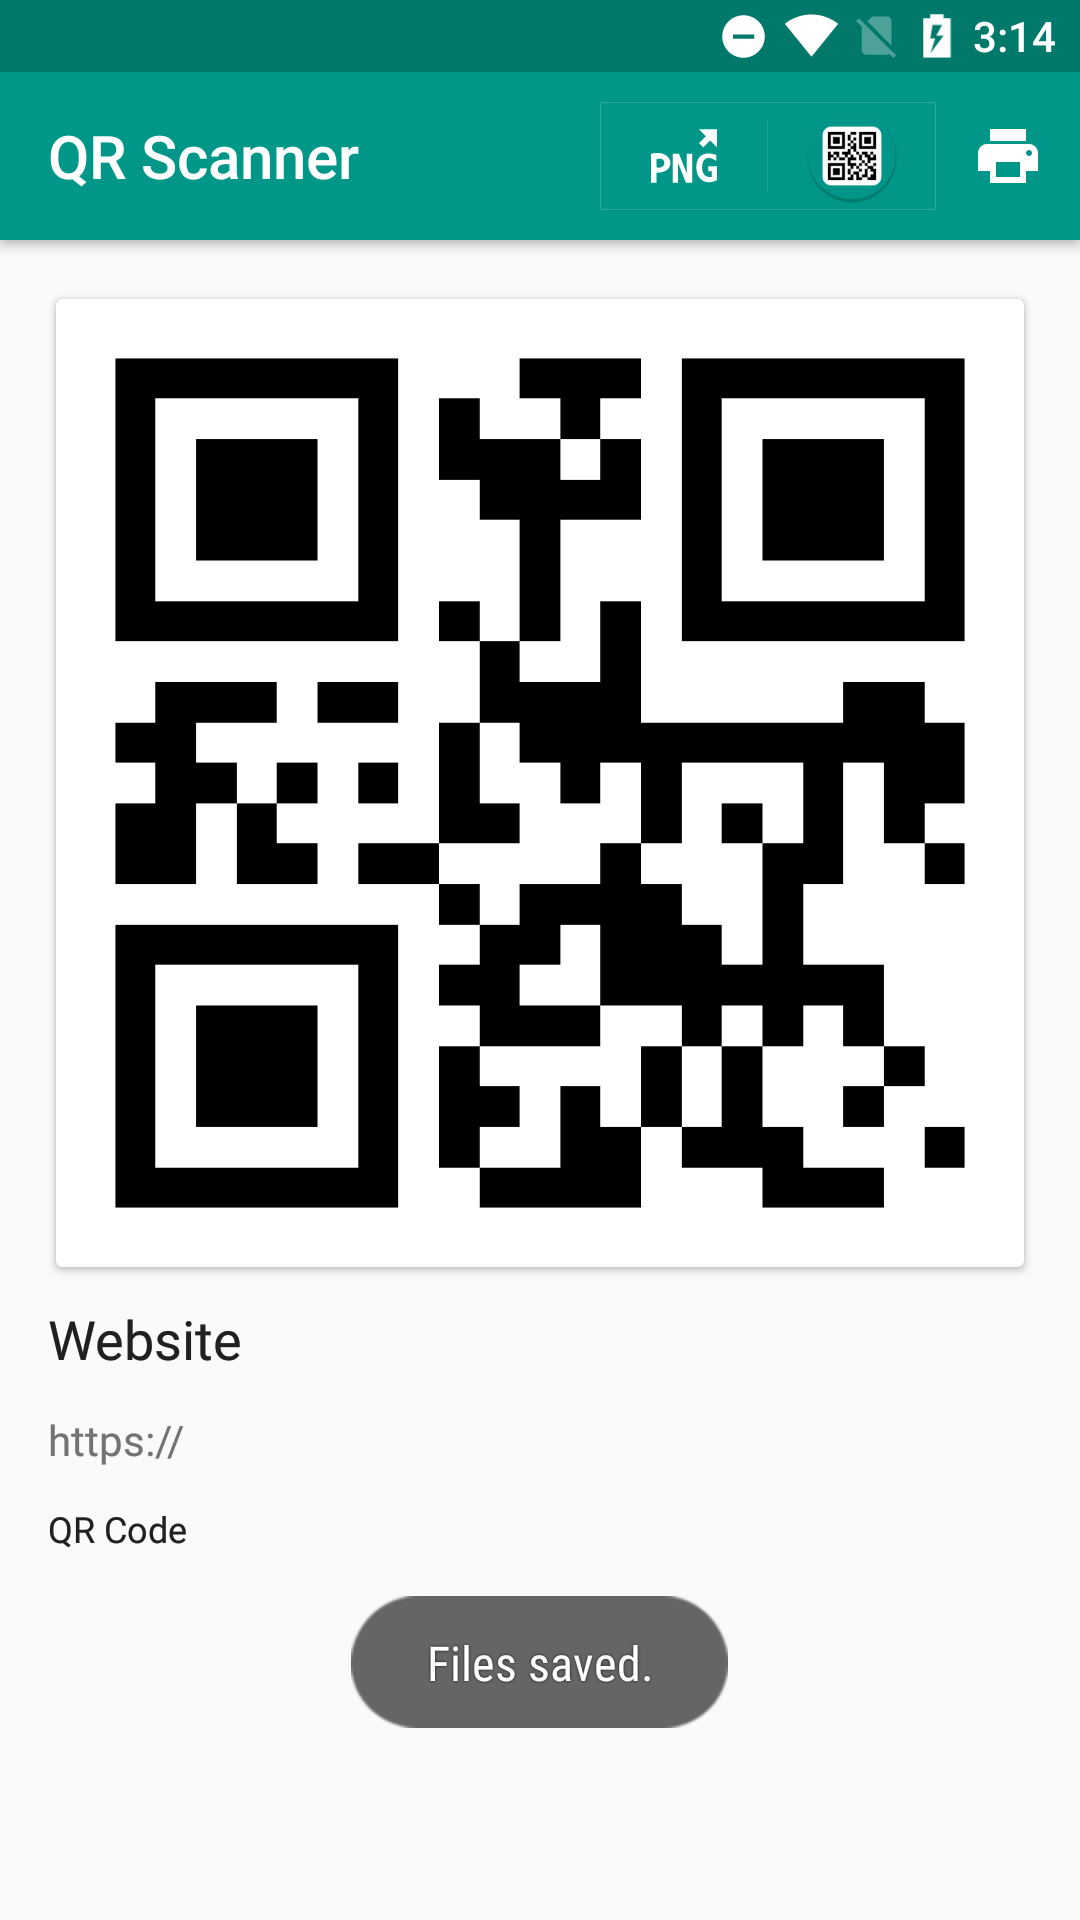 3:14
QR Scanner
PNG
Website
https://
QR Code
Files saved.